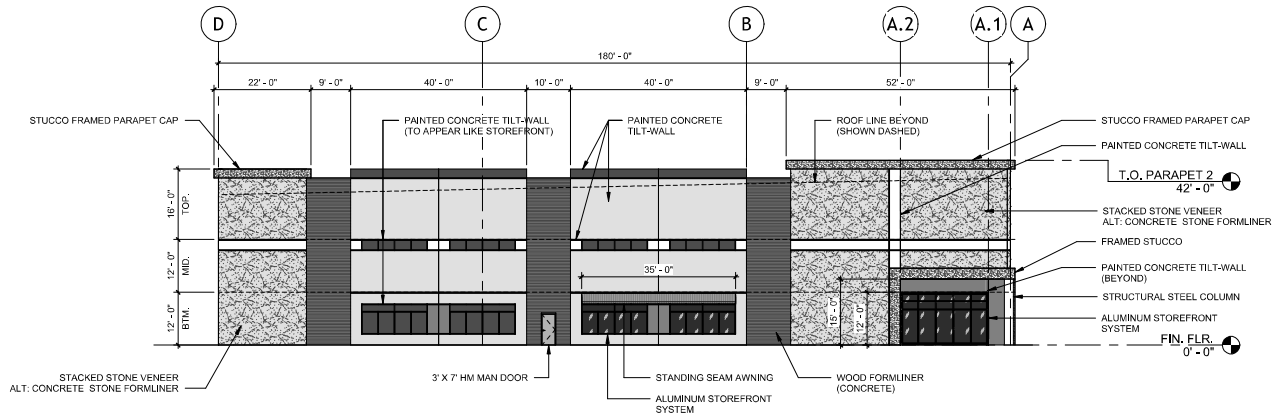 D
C
B
A.2
A.1
A
180' - 0"
22' - 0"
9' - 0"
40' - 0"
10' - 0"
40' - 0"
9' - 0"
52' - 0"
STUCCO FRAMED PARAPET CAP
PAINTED CONCRETE TILT-WALL
(TO APPEAR LIKE STOREFRONT)
PAINTED CONCRETE
TILT-WALL
ROOF LINE BEYOND
(SHOWN DASHED)
STUCCO FRAMED PARAPET CAP
PAINTED CONCRETE TILT-WALL
T.O. PARAPET 2
42' - 0"
16' - 0"
TOP.
STACKED STONE VENEER
ALT: CONCRETE STONE FORMLINER
FRAMED STUCCO
12' - 0"
MID.
35' - 0"
PAINTED CONCRETE TILT-WALL
(BEYOND)
STRUCTURAL STEEL COLUMN
12' - 0"
BTM.
15' - 0"
12' - 0"
ALUMINUM STOREFRONT
SYSTEM
FIN. FLR.
0' - 0"
STACKED STONE VENEER
ALT: CONCRETE STONE FORMLINER
3' X 7' HM MAN DOOR
STANDING SEAM AWNING
WOOD FORMLINER
(CONCRETE)
ALUMINUM STOREFRONT
SYSTEM